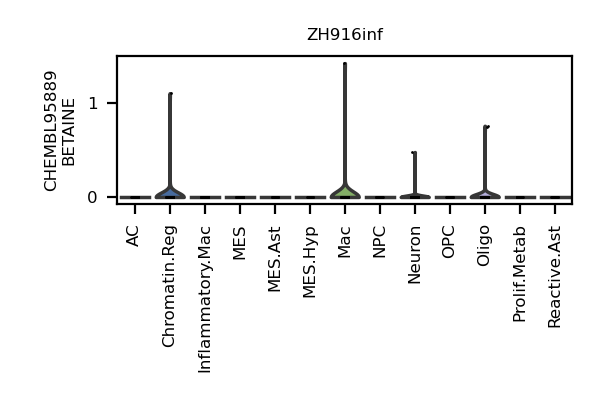 ZH916inf
CHEMBL95889
BETAINE
1
0
AC
Chromatin.Reg
Inflammatory.Mac
MES
MES.Ast
MES.Hyp
Mac
NPC
Neuron
OPC
Oligo
Prolif.Metab
Reactive.Ast